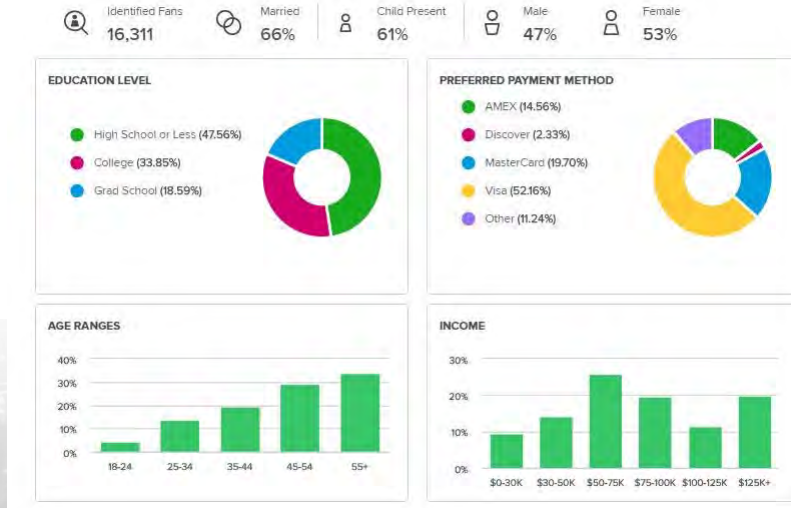 Identified Fans
16,311
Married
66%
Child Present
61%
Male
47%
Female
53%
EDUCATION LEVEL
High School or Less (47.56%)
College (33.85%)
Grad School (18.59%)
PREFERRED PAYMENT METHOD
AMEX (14.56%)
Discover (2.33%)
MasterCard (19.70%)
Visa (52.16%)
Other (11.24%)
AGE RANGES
40%
30%
20%
10%
0%
18-24 25-34 35-44 45-54 55+
INCOME
30%
20%
10%
0%
$0-30K $30-50K $50-75K $75-100K $100-125K $125K+